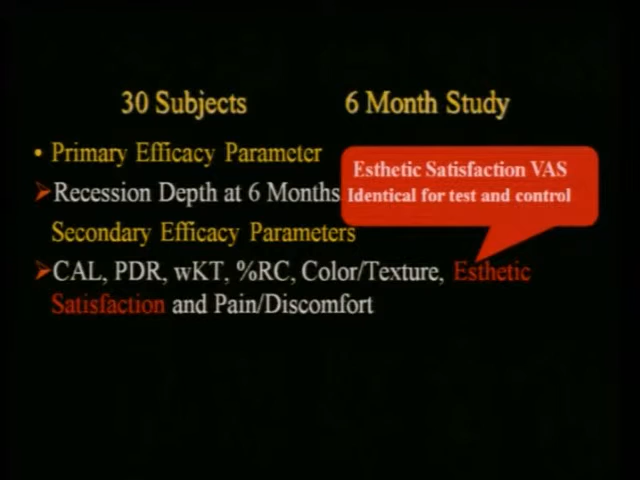 30 Subjects 6 Month Study
• Primary Efficacy Parameter
Esthetic Satisfaction VAS
Identical for test and control
➢Recession Depth at 6 Months
Secondary Efficacy Parameters
➢CAL, PDR, wKT, %RC, Color/Texture, Esthetic
Satisfaction and Pain/Discomfort